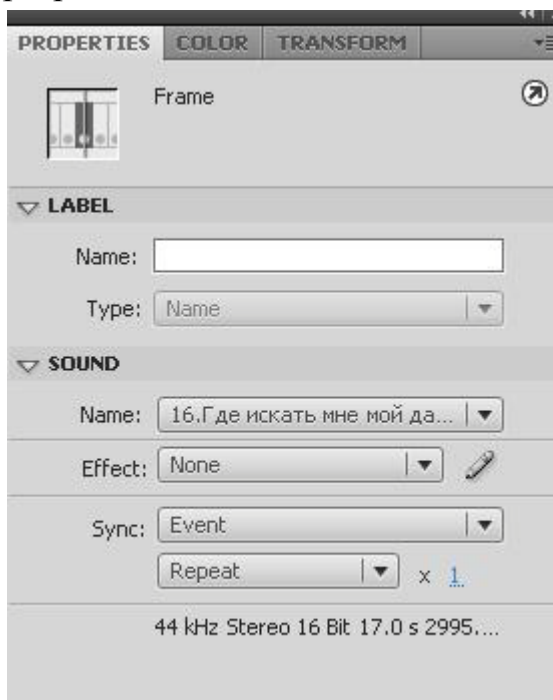 PROPERTIES COLOR TRANSFORM
Frame
LABEL
Name:
Type: Name
SOUND
Name: 16.Где искать мне мой да...
Effect: None
Sync: Event
Repeat x 1
44 kHz Stereo 16 Bit 17.0 s 2995....